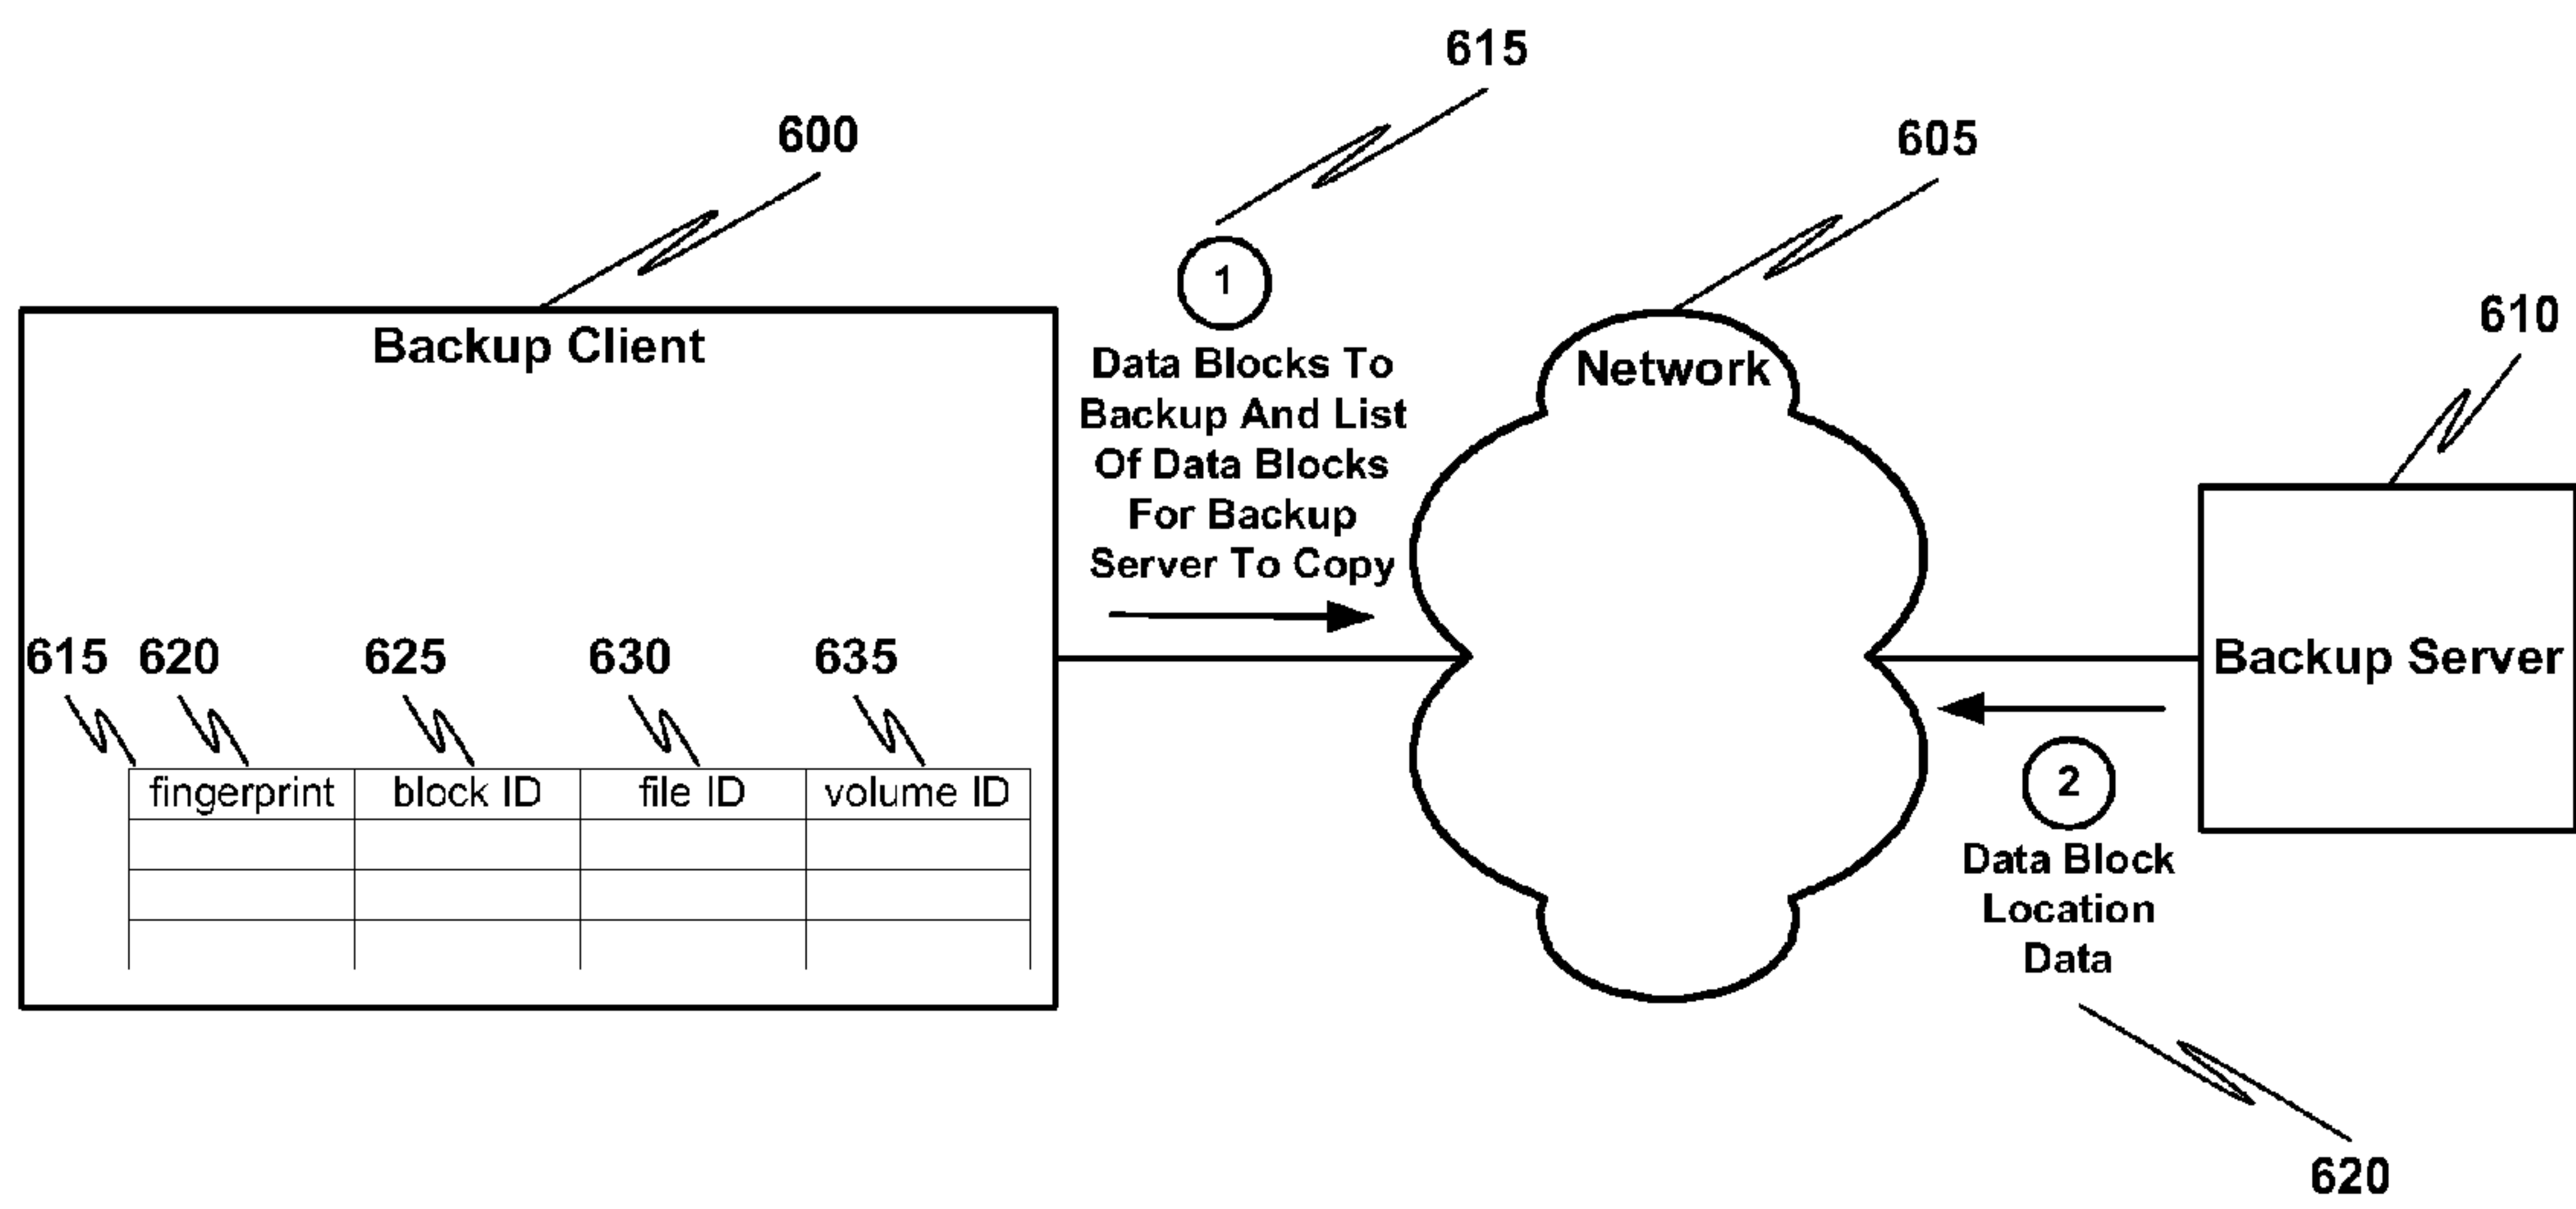 615
600
605
610
1
Backup Client
Data Blocks To
Backup And List
Of Data Blocks
For Backup
Server To Copy
Network
Backup Server
615 620 625 630 635
fingerprint block ID file ID volume ID
2
Data Block
Location
Data
620